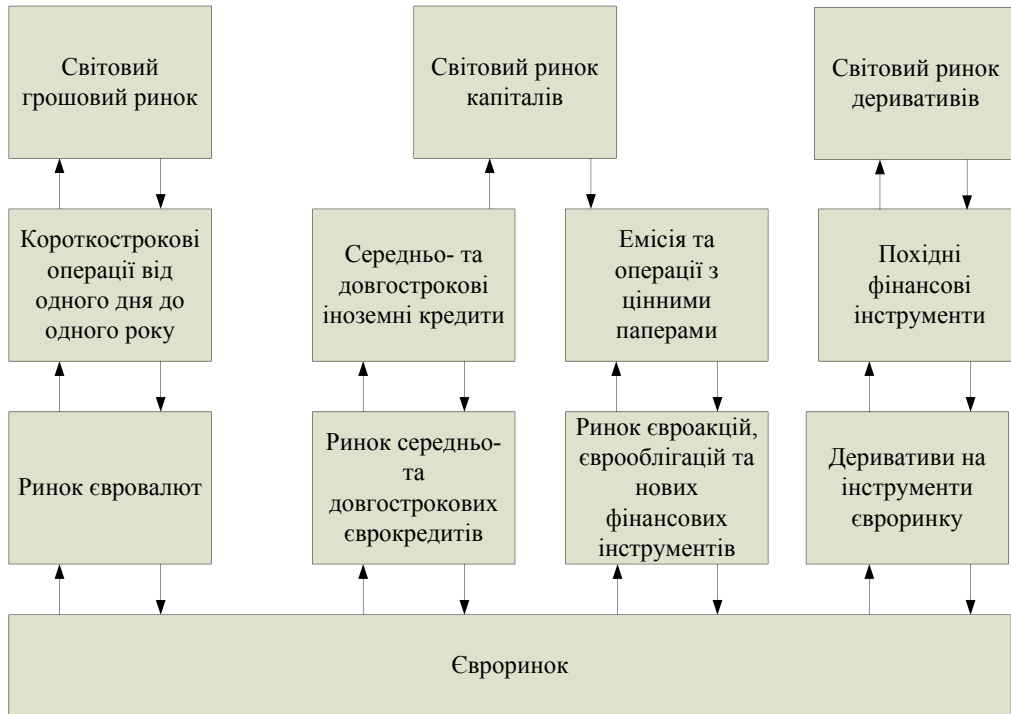 Світовий
грошовий ринок
Світовий ринок
капіталів
Світовий ринок
деривативів
Короткострокові
операції від
одного дня до
одного року
Середньо- та
довгострокові
іноземні кредити
Емісія та
операції з
цінними
паперами
Похідні
фінансові
інструменти
Ринок євровалют
Ринок середньо-
та
довгострокових
єврокредитів
Ринок євроакцій,
єврооблігацій та
нових
фінансових
інструментів
Деривативи на
інструменти
євроринку
Євроринок